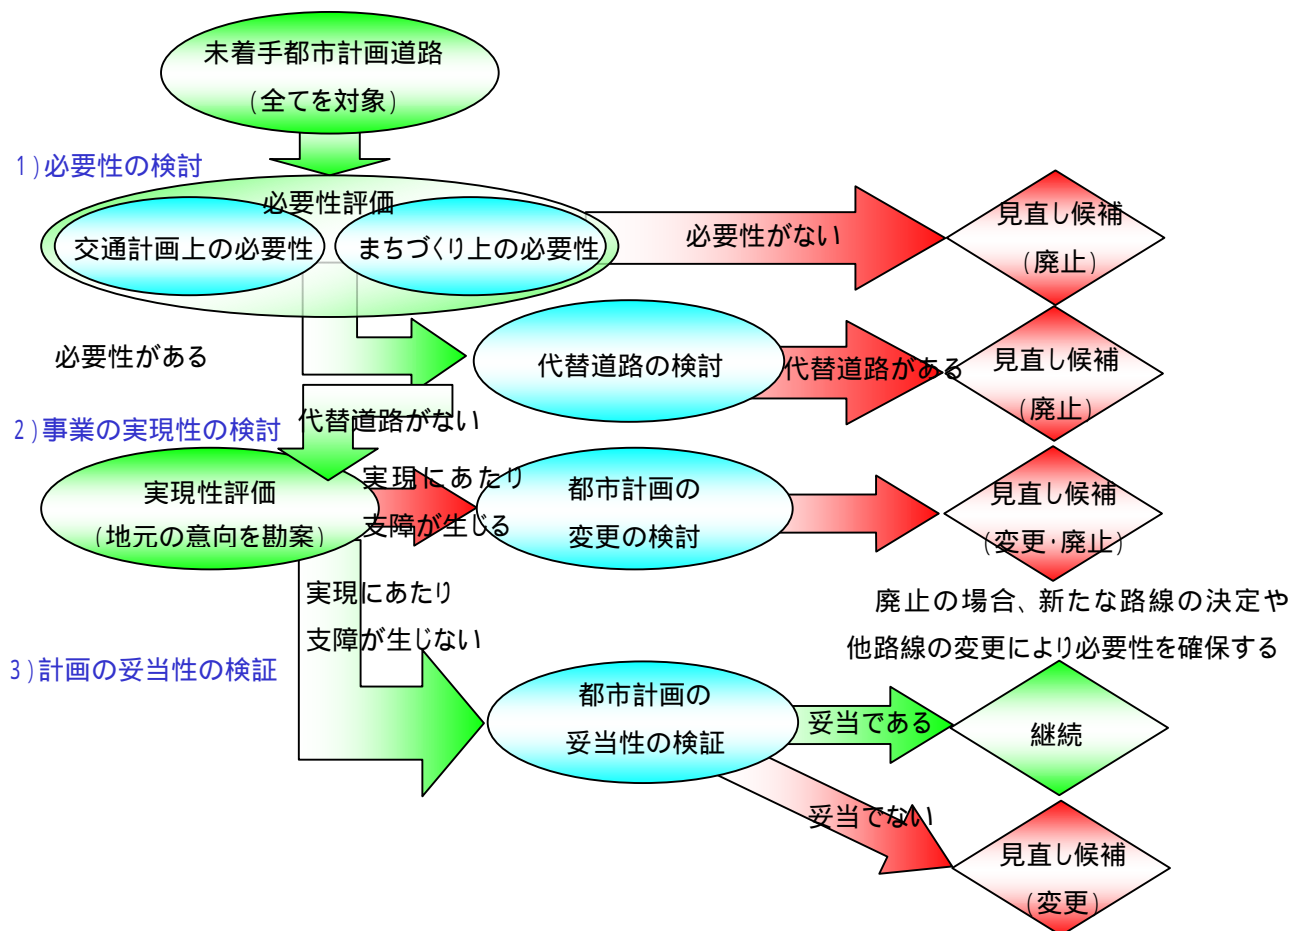 未着手都市計画道路
(全てを対象)
1)必要性の検討
必要性評価
交通計画上の必要性
まちづくり上の必要性
必要性がない
見直し候補
(廃止)
必要性がある
代替道路の検討
代替道路がある
見直し候補
(廃止)
代替道路がない
2)事業の実現性の検討
実現性評価
(地元の意向を勘案)
実現にあたり
支障が生じる
都市計画の
変更の検討
見直し候補
(変更・廃止)
廃止の場合、新たな路線の決定や
他路線の変更により必要性を確保する
実現にあたり
支障が生じない
3)計画の妥当性の検証
都市計画の
妥当性の検証
妥当である
継続
妥当でない
見直し候補
(変更)